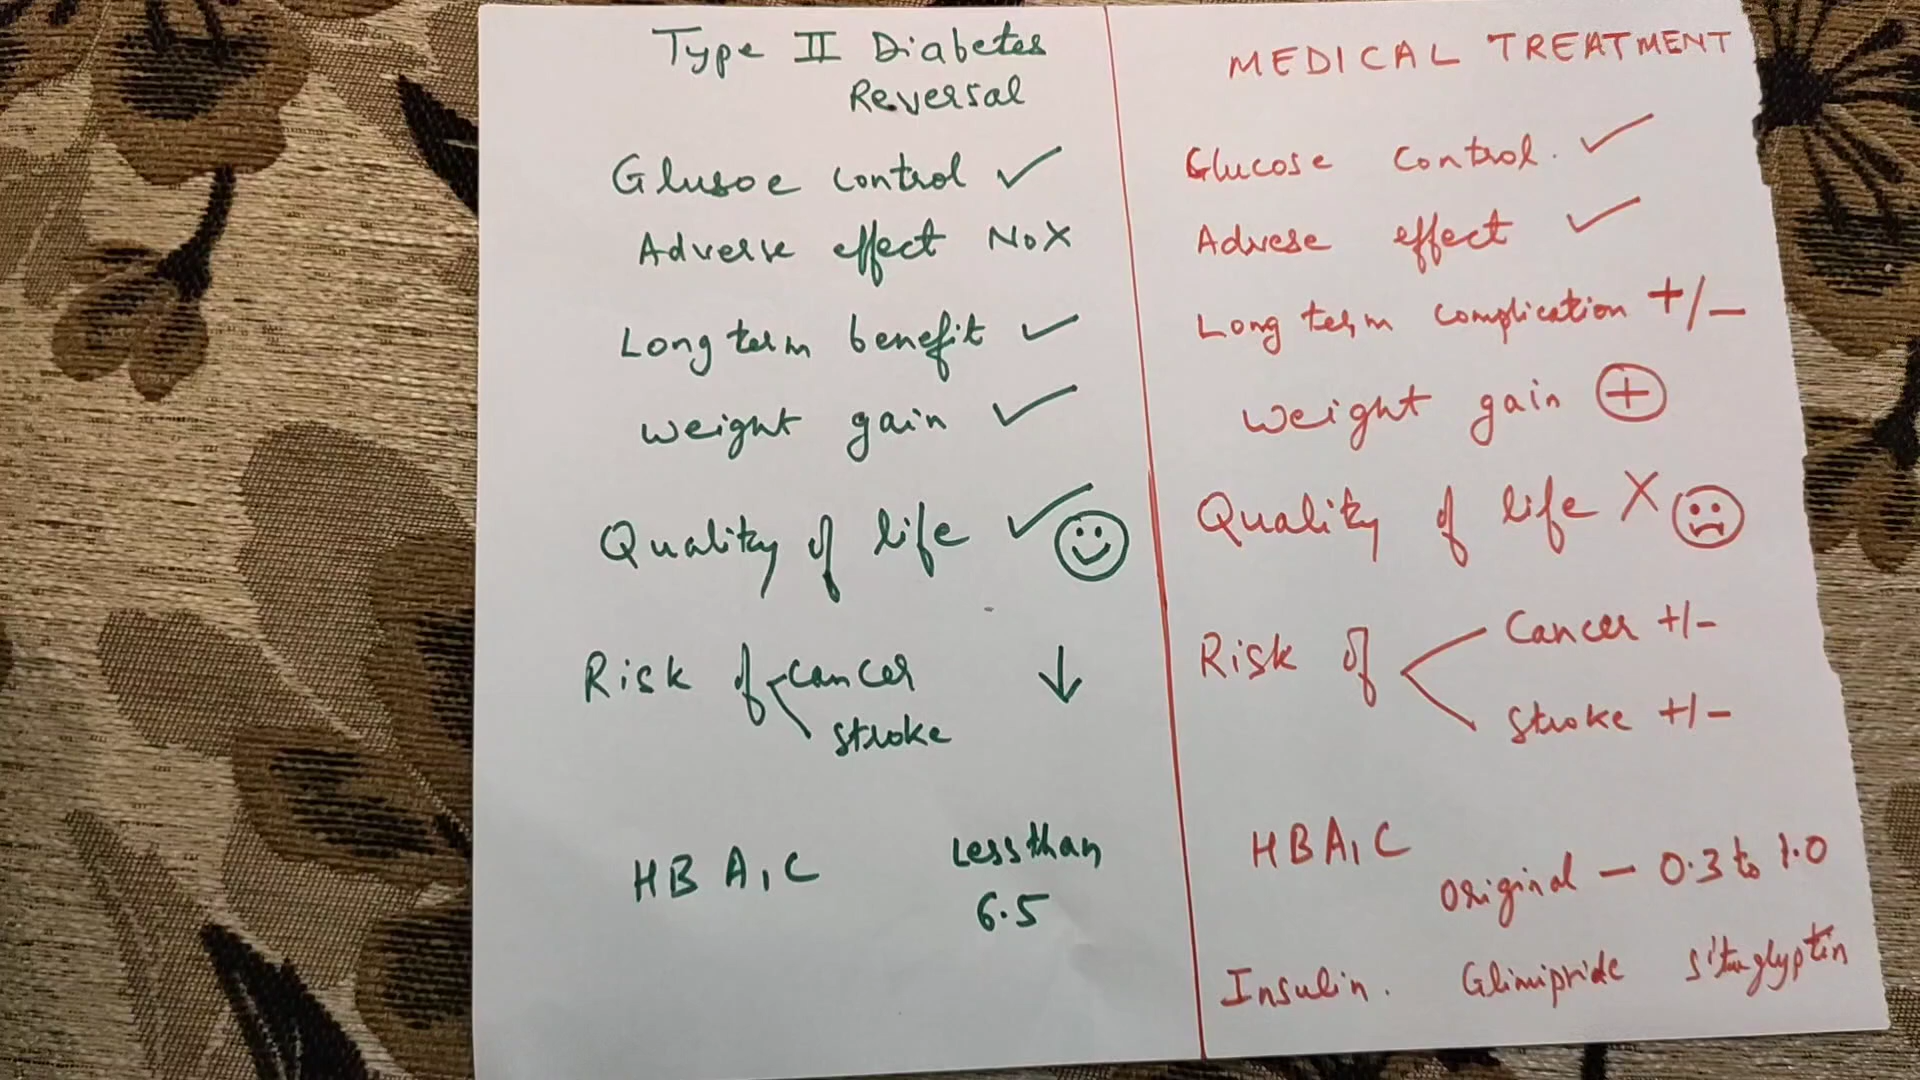 Type II Diabetes
Reversal
Glusoe control ✓
Adverse effect No X
Long term benefit ✓
weight gain ✓
Quality of life ✓ ☺
Risk of cancer ↓
stroke
HB A1C Less than
6.5
MEDICAL TREATMENT
Glucose control. ✓
Advese effect ✓
Long term complication +/-
Weight gain ⊕
Quality of life X ☹
Risk of Cancer +/-
Stroke +/-
HBA1C
Original – 0.3 to 1.0
Insulin. Glimipride sitaglyptin